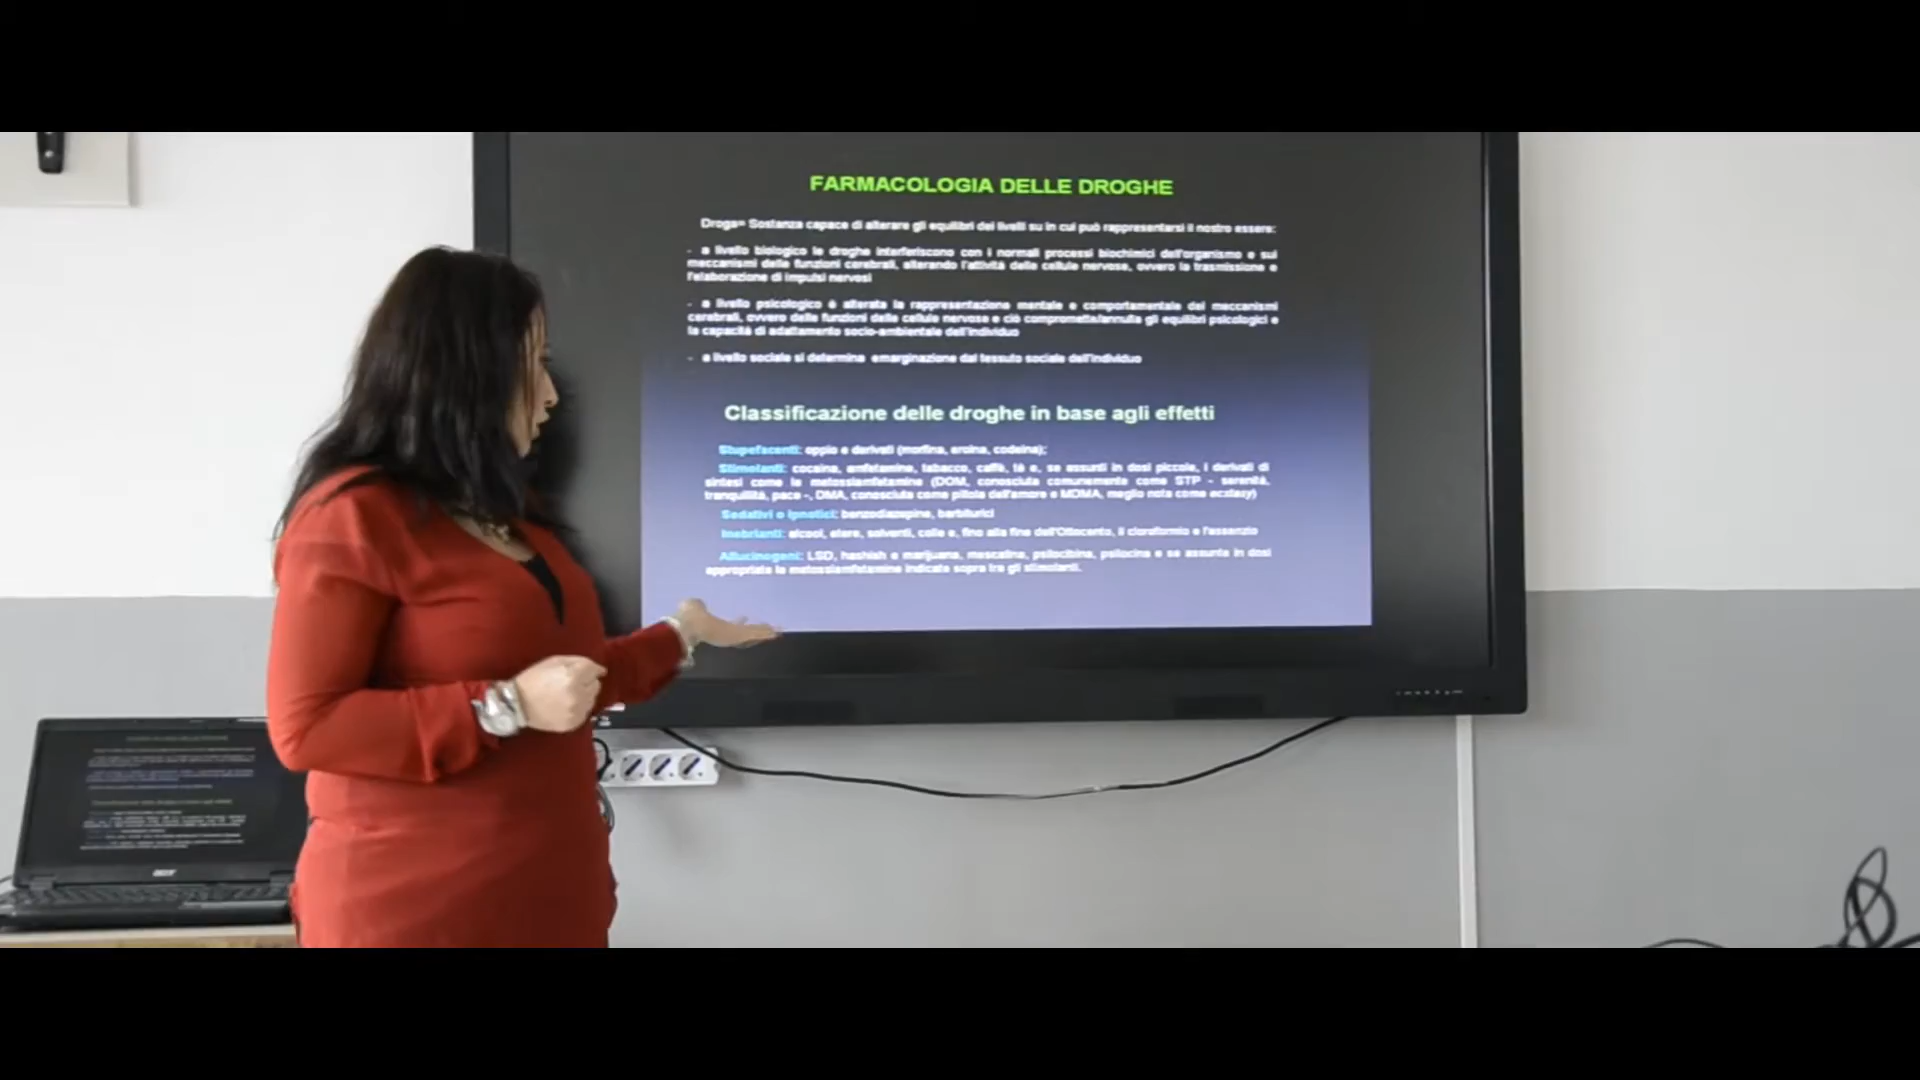 FARMACOLOGIA DELLE DROGHE
Droga= Sostanza capace di alterare gli equilibri dei livelli su in cui può rappresentarsi il nostro essere:
- a livello biologico le droghe interferiscono con i normali processi biochimici dell'organismo e sui
meccanismi delle funzioni cerebrali, alterando l'attività delle cellule nervose, ovvero la trasmissione e
l'elaborazione di impulsi nervosi
- a livello psicologico è alterata la rappresentazione mentale e comportamentale dei meccanismi
cerebrali, ovvero delle funzioni delle cellule nervose e ciò compromette/annulla gli equilibri psicologici e
la capacità di adattamento socio-ambientale dell'individuo
- a livello sociale si determina emarginazione dal tessuto sociale dell'individuo
Classificazione delle droghe in base agli effetti
Stupefacenti: oppio e derivati (morfina, eroina, codeina);
Stimolanti: cocaina, amfetamine, tabacco, caffè, tè e, se assunti in dosi piccole, i derivati di
sintesi come le metossiamfetamine (DOM, conosciuta comunemente come STP - serenità,
tranquillità, pace -, DMA, conosciuta come pillola dell'amore e MDMA, meglio nota come ecstasy)
Sedativi o ipnotici: benzodiazepine, barbiturici
Inebrianti: alcool, etere, solventi, colle e, fino alla fine dell'Ottocento, il cloroformio e l'assenzio
Allucinogeni: LSD, hashish e marijuana, mescalina, psilocibina, psilocina e se assunte in dosi
appropriate le metossiamfetamine indicate sopra tra gli stimolanti.
acer